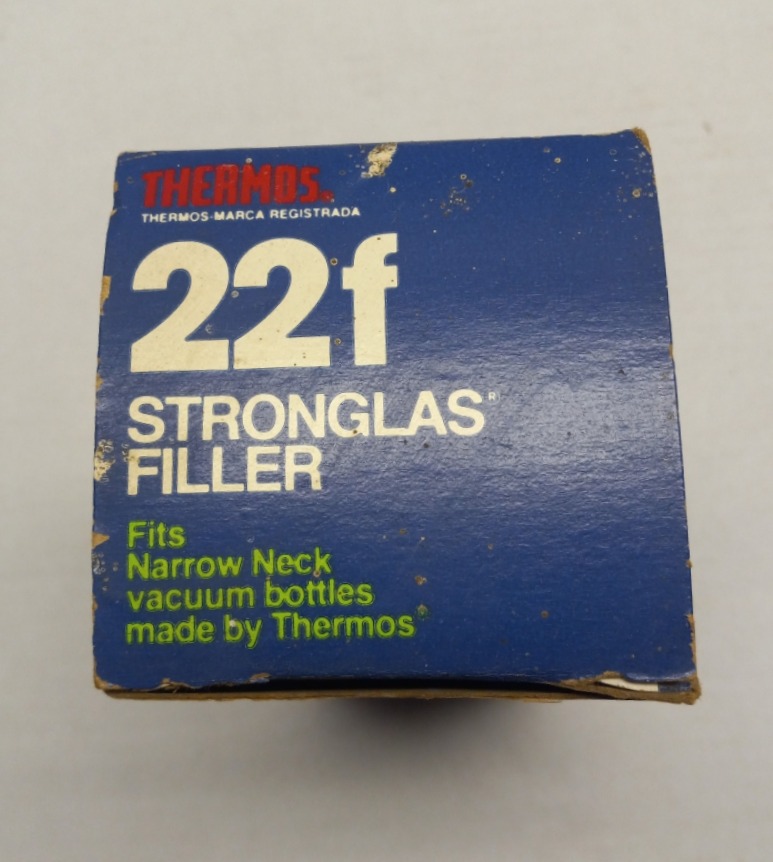 THERMOS®
THERMOS-MARCA REGISTRADA
22f
STRONGLAS®
FILLER
Fits
Narrow Neck
vacuum bottles
made by Thermos®